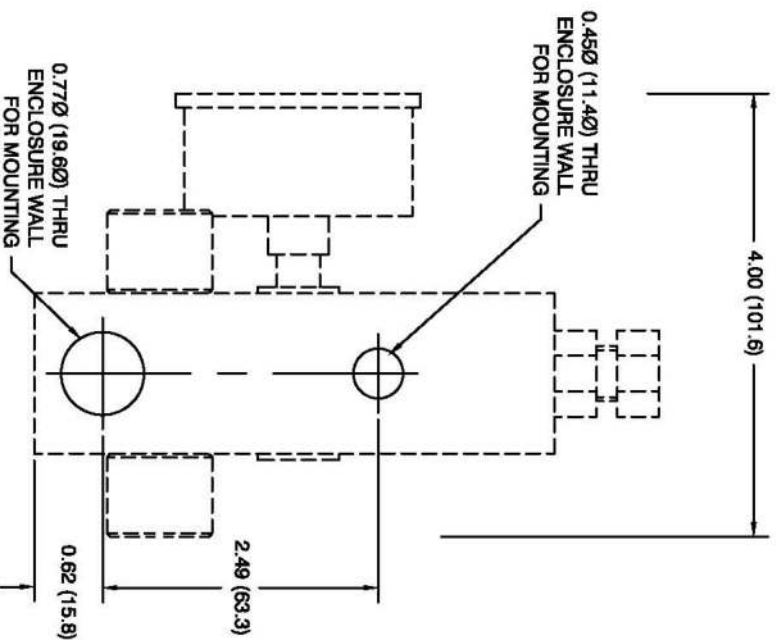 0.45Ø (11.4Ø) THRU
ENCLOSURE WALL
FOR MOUNTING
4.00 (101.6)
0.77Ø (19.6Ø) THRU
ENCLOSURE WALL
FOR MOUNTING
2.49 (63.3)
0.62 (15.8)